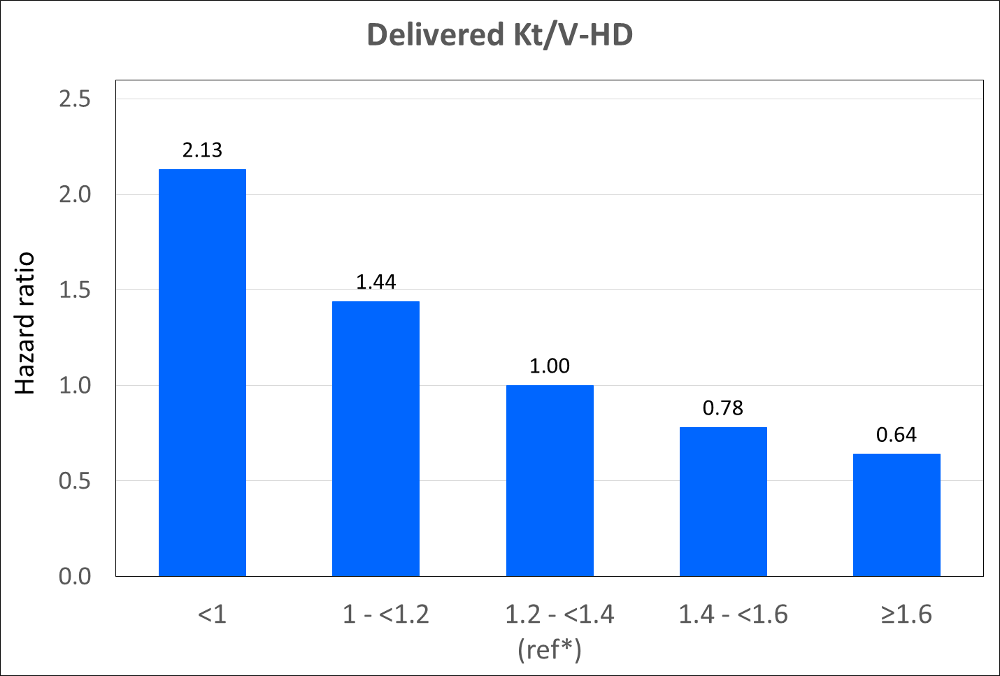 Delivered Kt/V-HD
Hazard ratio
2.5
2.0
1.5
1.0
0.5
0.0
2.13
1.44
1.00
0.78
0.64
<1
1 - <1.2
1.2 - <1.4
(ref*)
1.4 - <1.6
≥1.6